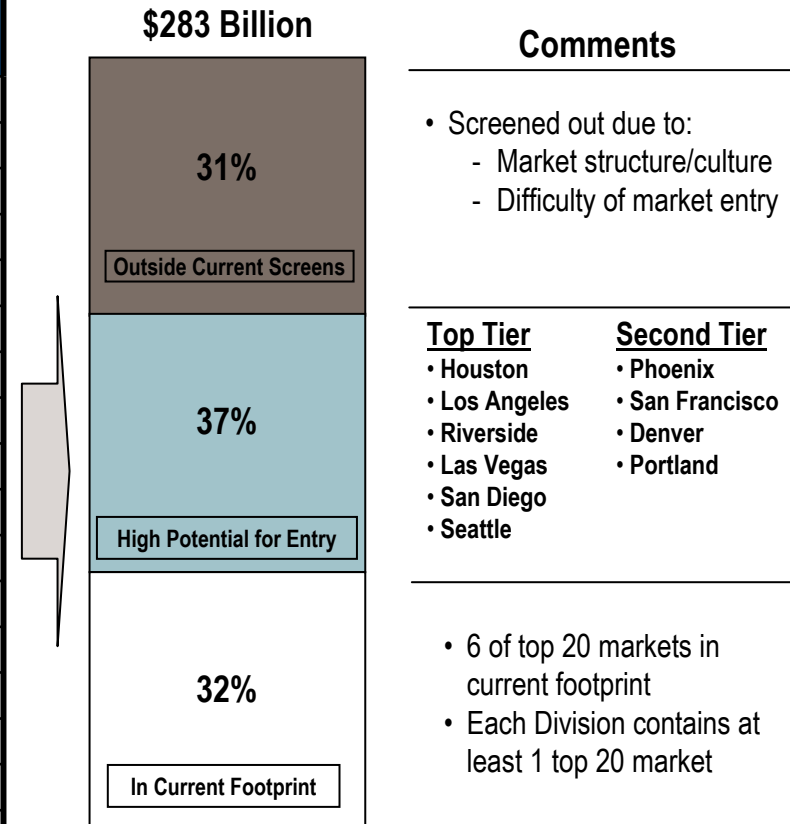 $283 Billion
Comments
31%
Outside Current Screens
• Screened out due to:
- Market structure/culture
- Difficulty of market entry
37%
High Potential for Entry
Top Tier
• Houston
• Los Angeles
• Riverside
• Las Vegas
• San Diego
• Seattle
Second Tier
• Phoenix
• San Francisco
• Denver
• Portland
32%
In Current Footprint
• 6 of top 20 markets in
current footprint
• Each Division contains at
least 1 top 20 market